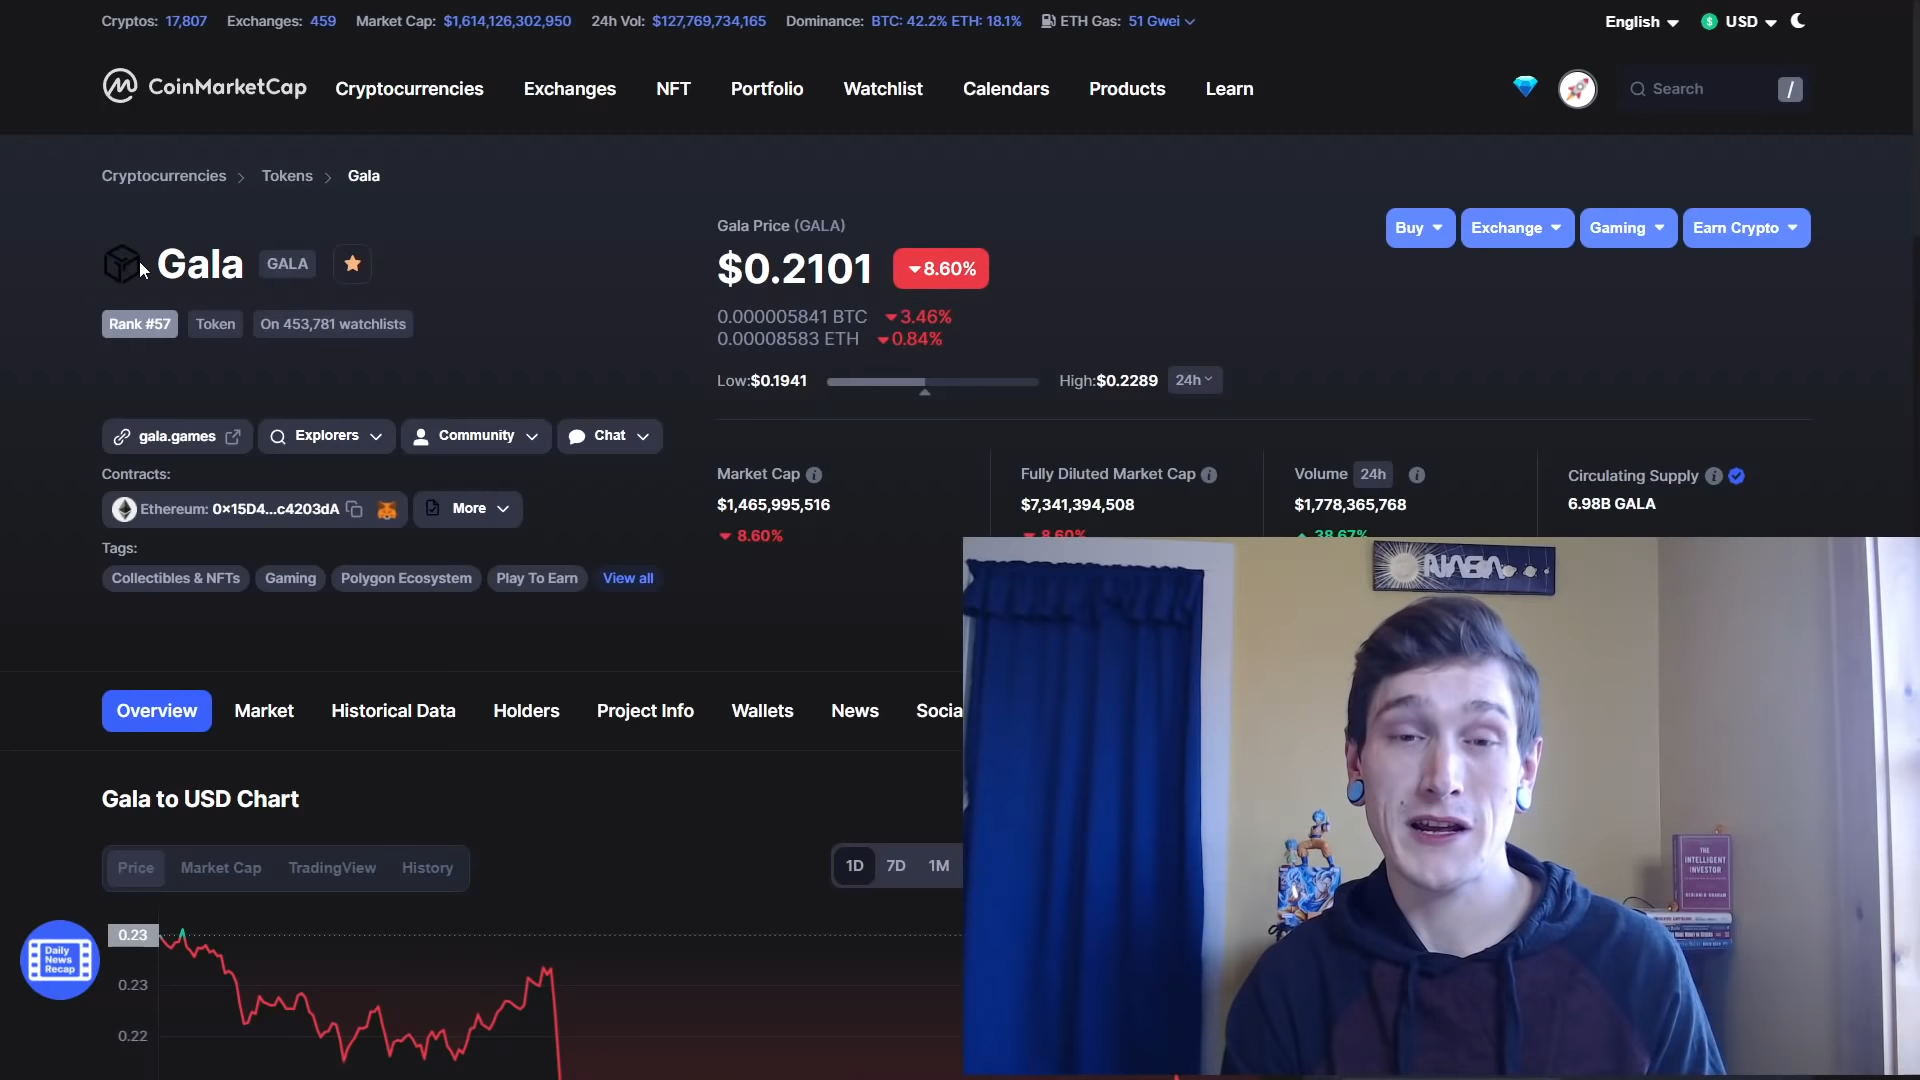 Cryptos: 17,807 Exchanges: 459 Market Cap: $1,614,126,302,950 24h Vol: $127,769,734,165 Dominance: BTC: 42.2% ETH: 18.1% ETH Gas: 51 Gwei English USD
CoinMarketCap Cryptocurrencies Exchanges NFT Portfolio Watchlist Calendars Products Learn Search /
Cryptocurrencies > Tokens > Gala
Gala Price (GALA)
Buy Exchange Gaming Earn Crypto
Gala GALA
$0.2101 8.60%
Rank #57 Token On 453,781 watchlists
0.000005841 BTC 3.46%
0.00008583 ETH 0.84%
Low:$0.1941 High:$0.2289 24h
gala.games Explorers Community Chat
Contracts:
Ethereum: 0x15D4...c4203dA More
Tags:
Collectibles & NFTs Gaming Polygon Ecosystem Play To Earn View all
Market Cap
$1,465,995,516
8.60%
Fully Diluted Market Cap
$7,341,394,508
8.60%
Volume 24h
$1,778,365,768
38.67%
Circulating Supply
6.98B GALA
Overview Market Historical Data Holders Project Info Wallets News Socia
Gala to USD Chart
Price Market Cap TradingView History
1D 7D 1M
0.23
0.23
0.22
Daily
News
Recap
NASA
THE
INTELLIGENT
INVESTOR